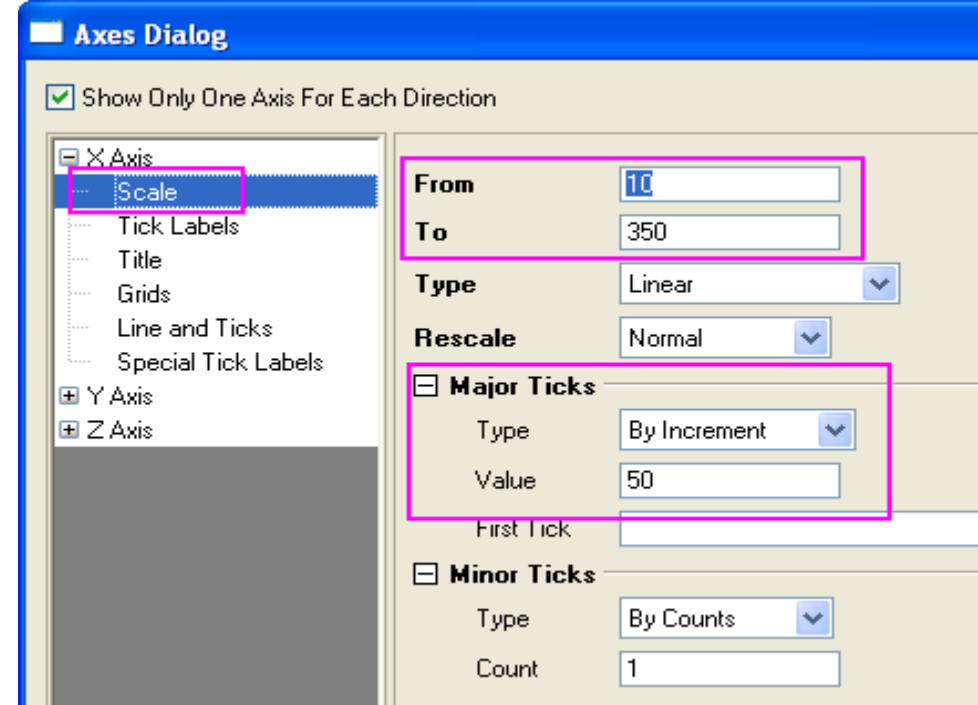 Axes Dialog
Show Only One Axis For Each Direction
X Axis
Scale
Tick Labels
Title
Grids
Line and Ticks
Special Tick Labels
Y Axis
Z Axis
From 10
To 350
Type Linear
Rescale Normal
Major Ticks
Type By Increment
Value 50
First Tick
Minor Ticks
Type By Counts
Count 1